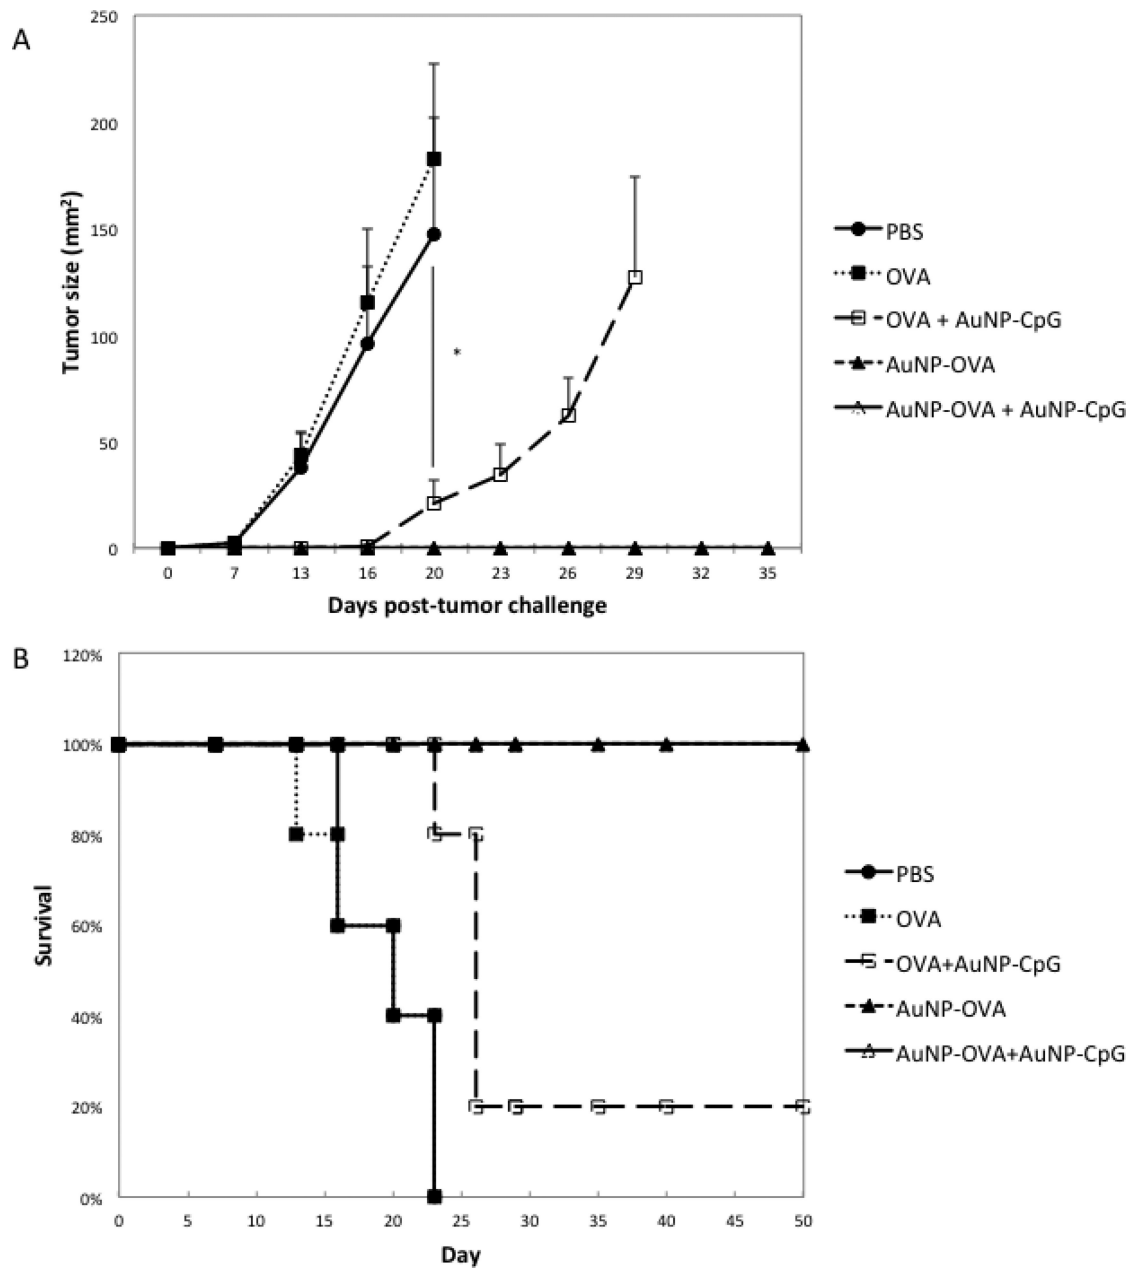 A
250
200
150
100
50
0
Tumor size (mm²)
0 7 13 16 20 23 26 29 32 35
Days post-tumor challenge
*
PBS
OVA
OVA + AuNP-CpG
AuNP-OVA
AuNP-OVA + AuNP-CpG
B
120%
100%
80%
60%
40%
20%
0%
Survival
0 5 10 15 20 25 30 35 40 45 50
Day
PBS
OVA
OVA+AuNP-CpG
AuNP-OVA
AuNP-OVA+AuNP-CpG